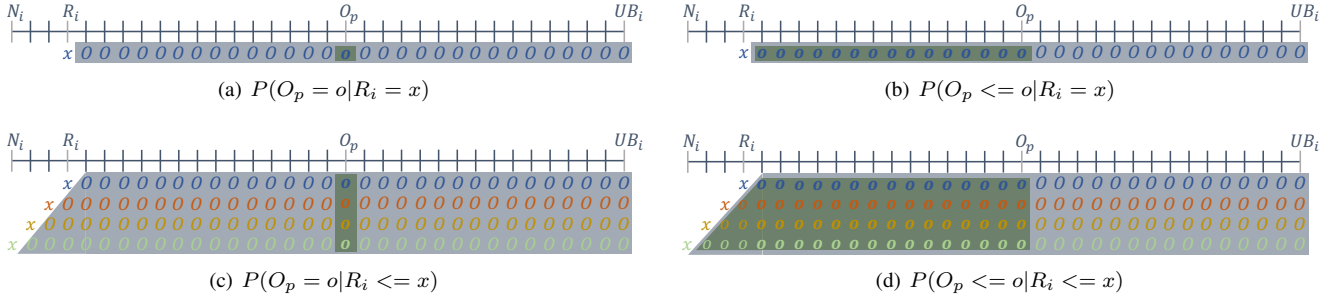 N_i R_i O_p UB_i
x o o o o o o o o o o o o o o o o o o o o o o o o o o o o o o
(a) P(O_p = o|R_i = x)
N_i R_i O_p UB_i
x o o o o o o o o o o o o o o o o o o o o o o o o o o o o o o
(b) P(O_p <= o|R_i = x)
N_i R_i O_p UB_i
x o o o o o o o o o o o o o o o o o o o o o o o o o o o o o o
x o o o o o o o o o o o o o o o o o o o o o o o o o o o o o o o
x o o o o o o o o o o o o o o o o o o o o o o o o o o o o o o o o
x o o o o o o o o o o o o o o o o o o o o o o o o o o o o o o o o o
(c) P(O_p = o|R_i <= x)
N_i R_i O_p UB_i
x o o o o o o o o o o o o o o o o o o o o o o o o o o o o o o
x o o o o o o o o o o o o o o o o o o o o o o o o o o o o o o o
x o o o o o o o o o o o o o o o o o o o o o o o o o o o o o o o o
x o o o o o o o o o o o o o o o o o o o o o o o o o o o o o o o o o
(d) P(O_p <= o|R_i <= x)